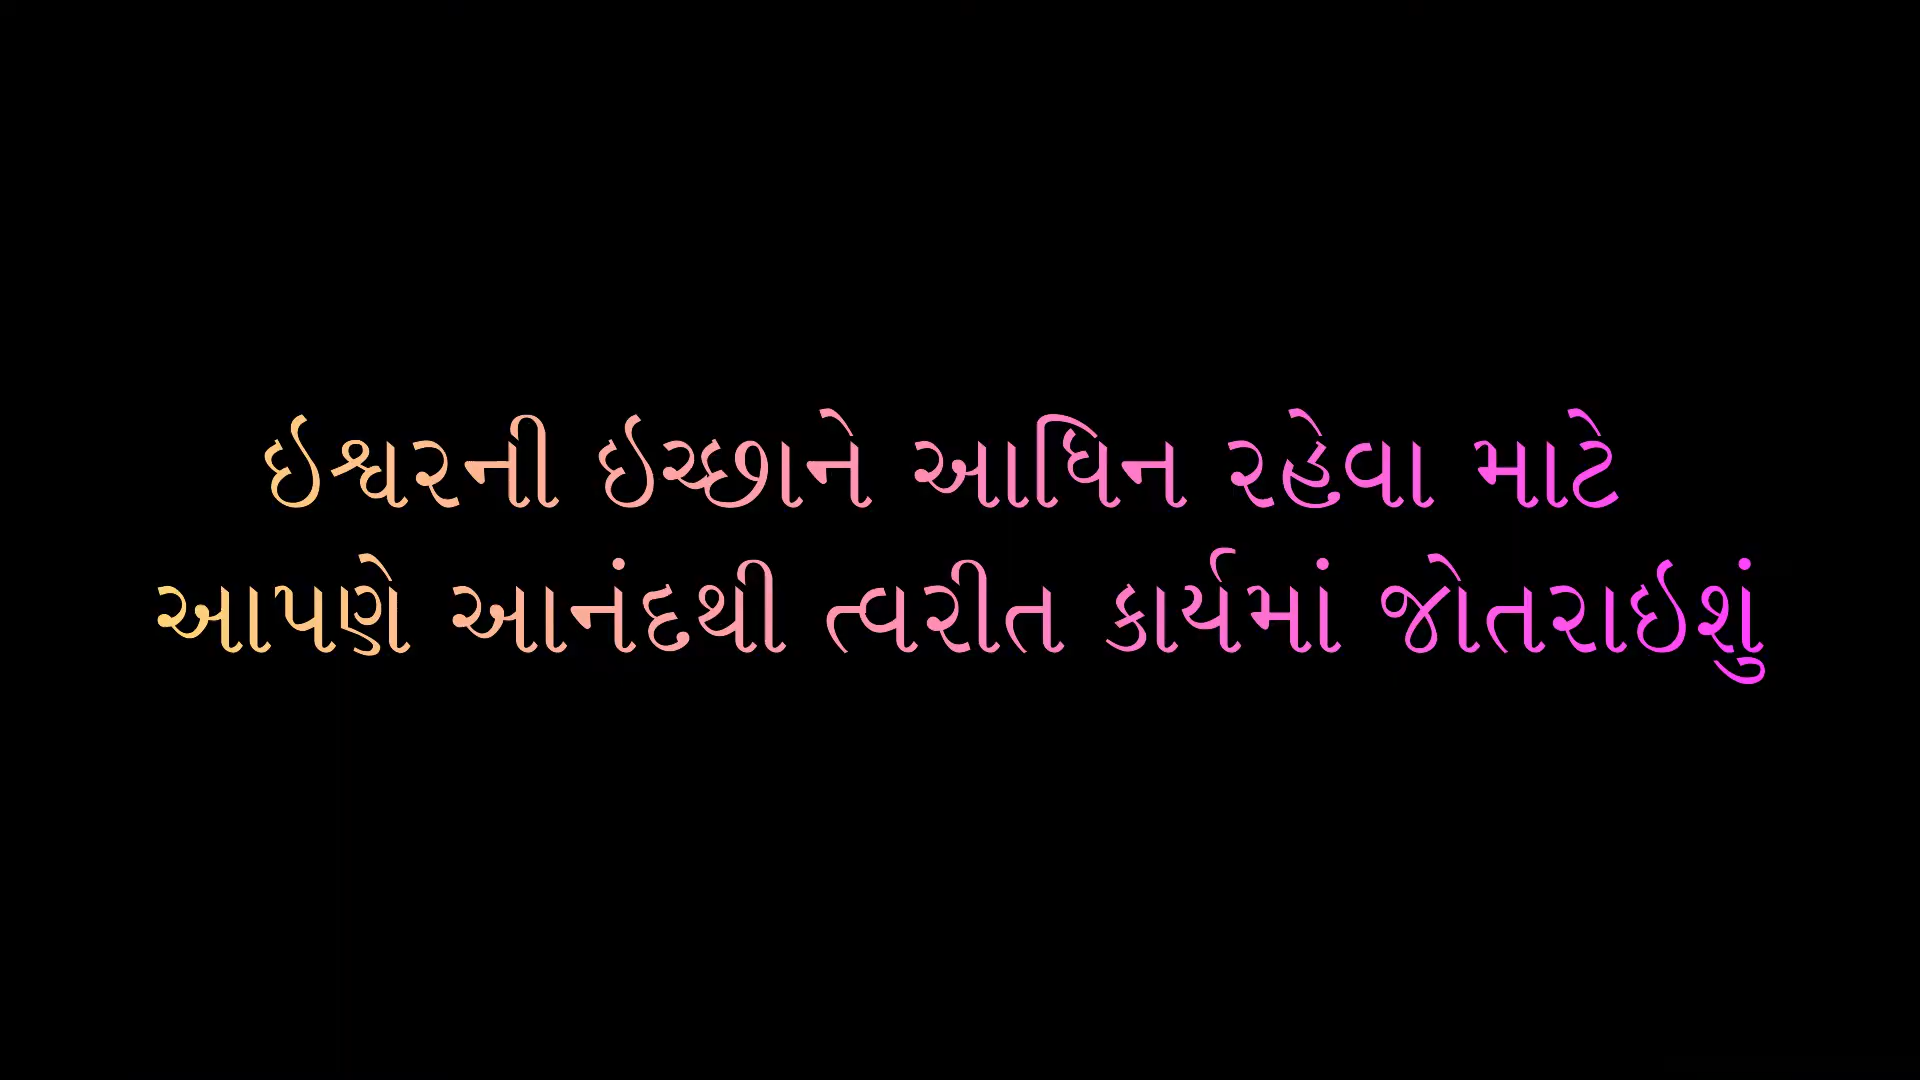 ઈશ્વરની ઈચ્છાને આધિન રહેવા માટે
આપણે આનંદથી ત્વરીત કાર્યમાં જોતરાઈશું